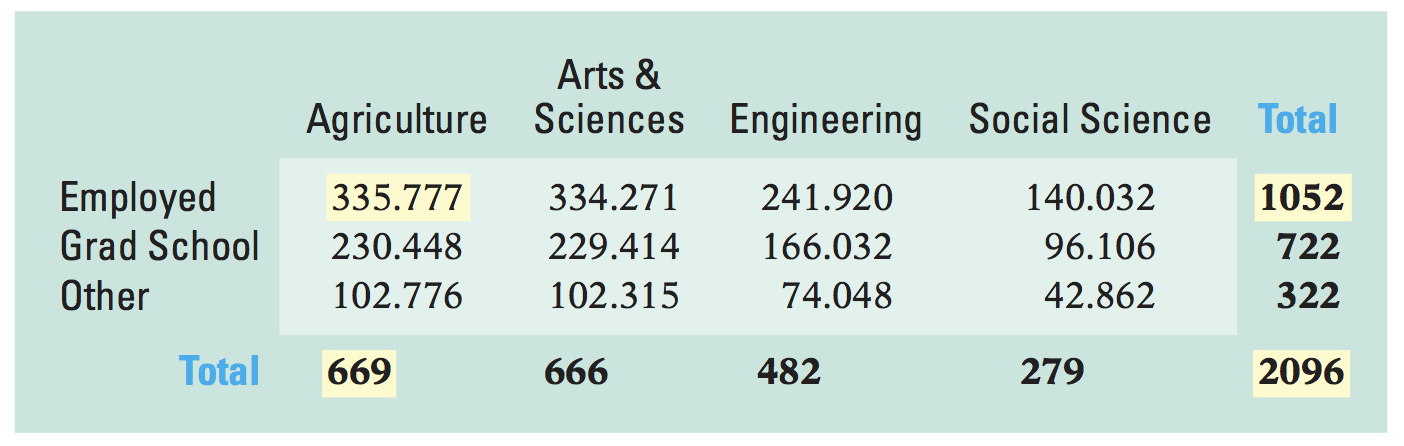 Arts &
Agriculture Sciences Engineering Social Science Total
Employed 335.777 334.271 241.920 140.032 1052
Grad School 230.448 229.414 166.032 96.106 722
Other 102.776 102.315 74.048 42.862 322
Total 669 666 482 279 2096